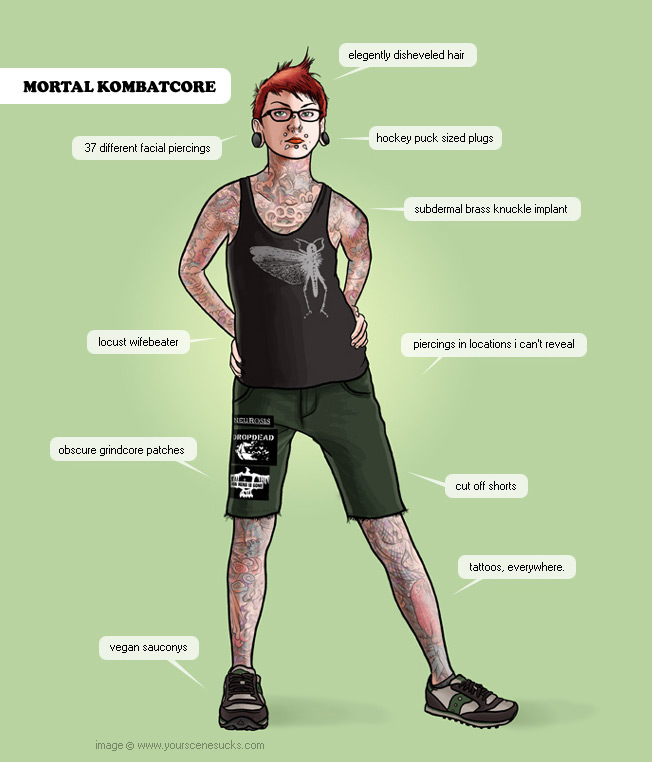 elegently disheveled hair
MORTAL KOMBATCORE
37 different facial piercings
hockey puck sized plugs
subdermal brass knuckle implant
locust wifebeater
piercings in locations i can't reveal
NEUROSIS
DROPDEAD
obscure grindcore patches
cut off shorts
tattoos, everywhere.
vegan sauconys
image © www.yourscenesucks.com